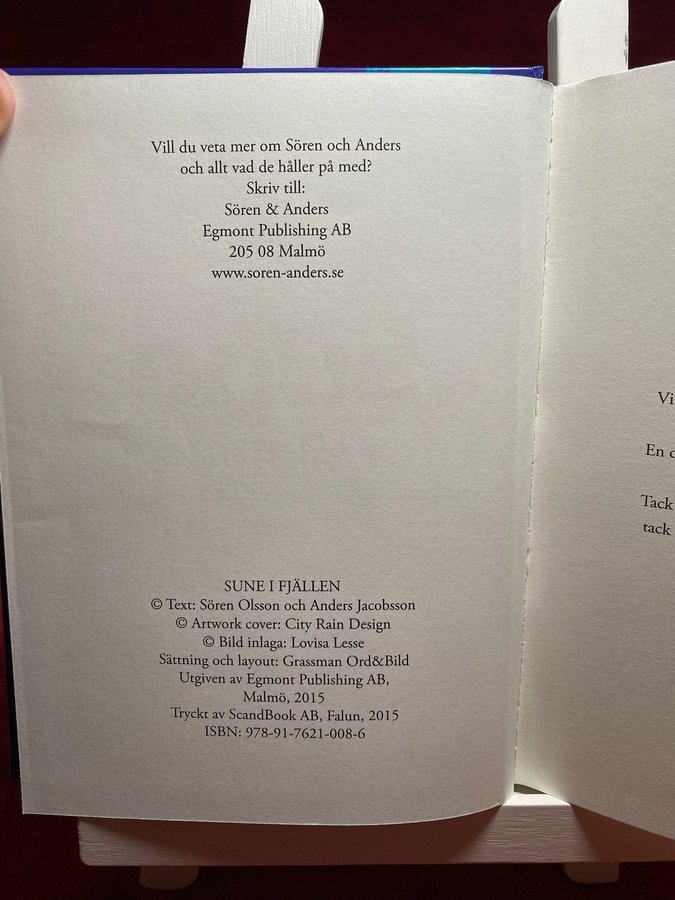 Vill du veta mer om Sören och Anders
och allt vad de håller på med?
Skriv till:
Sören & Anders
Egmont Publishing AB
205 08 Malmö
www.soren-anders.se
SUNE I FJÄLLEN
© Text: Sören Olsson och Anders Jacobsson
© Artwork cover: City Rain Design
© Bild inlaga: Lovisa Lesse
Sättning och layout: Grassman Ord&Bild
Utgiven av Egmont Publishing AB,
Malmö, 2015
Tryckt av ScandBook AB, Falun, 2015
ISBN: 978-91-7621-008-6
Vi
En
Tack
tack